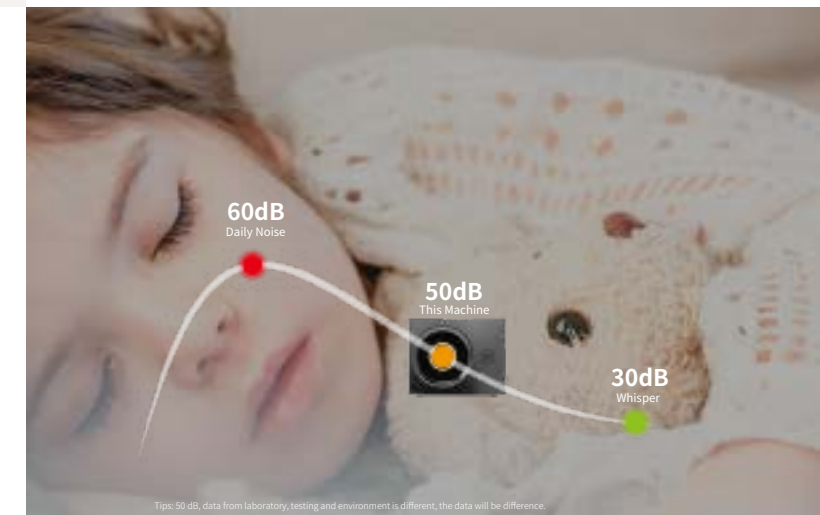 60dB
Daily Noise
50dB
This Machine
30dB
Whisper
Tips: 50 dB, data from laboratory, testing and environment is different, the data will be difference.